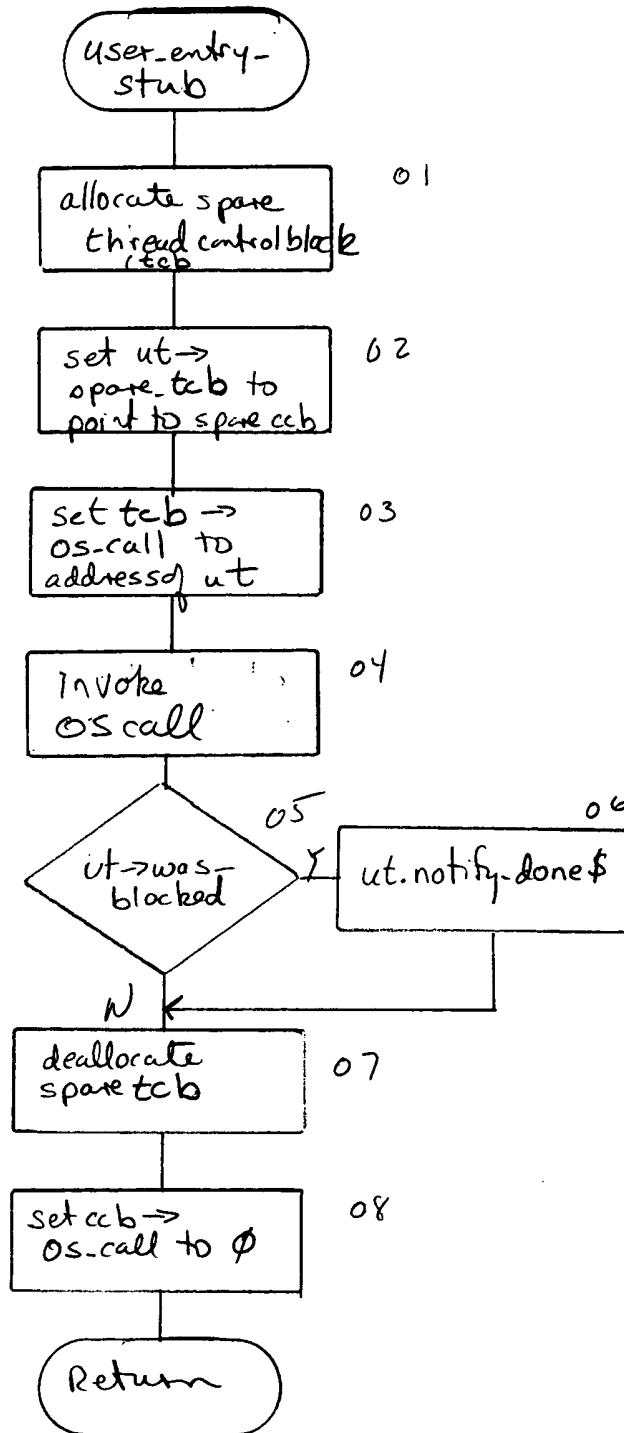 user_entry_
stub
01
allocate spare
thread control block
(tcb
02
set ut→
spare_tcb to
point to spare ccb
03
set tcb →
os_call to
address of ut
04
Invoke
OS call
05
ut→was_
blocked
Y
06
ut.notify_done$
N
07
deallocate
spare tcb
08
set ccb→
os_call to Ø
Return